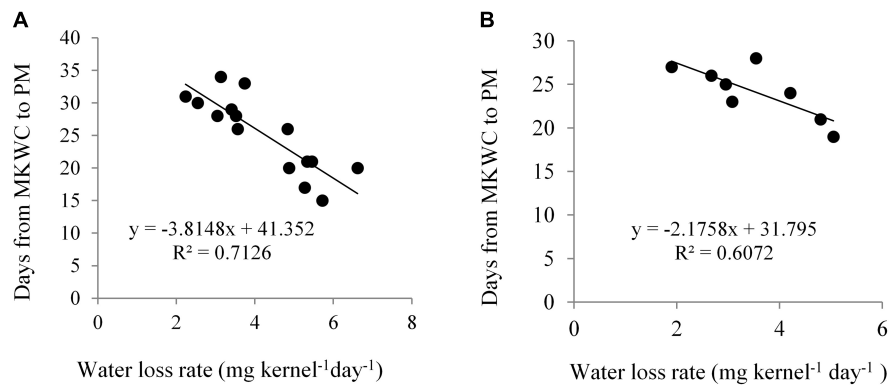 A
Days from MKWC to PM
40
35
30
25
20
15
10
5
0
y = -3.8148x + 41.352
R² = 0.7126
0 2 4 6 8
Water loss rate (mg kernel⁻¹day⁻¹)
B
Days from MKWC to PM
30
25
20
15
10
5
0
y = -2.1758x + 31.795
R² = 0.6072
0 2 4 6
Water loss rate (mg kernel⁻¹ day⁻¹ )